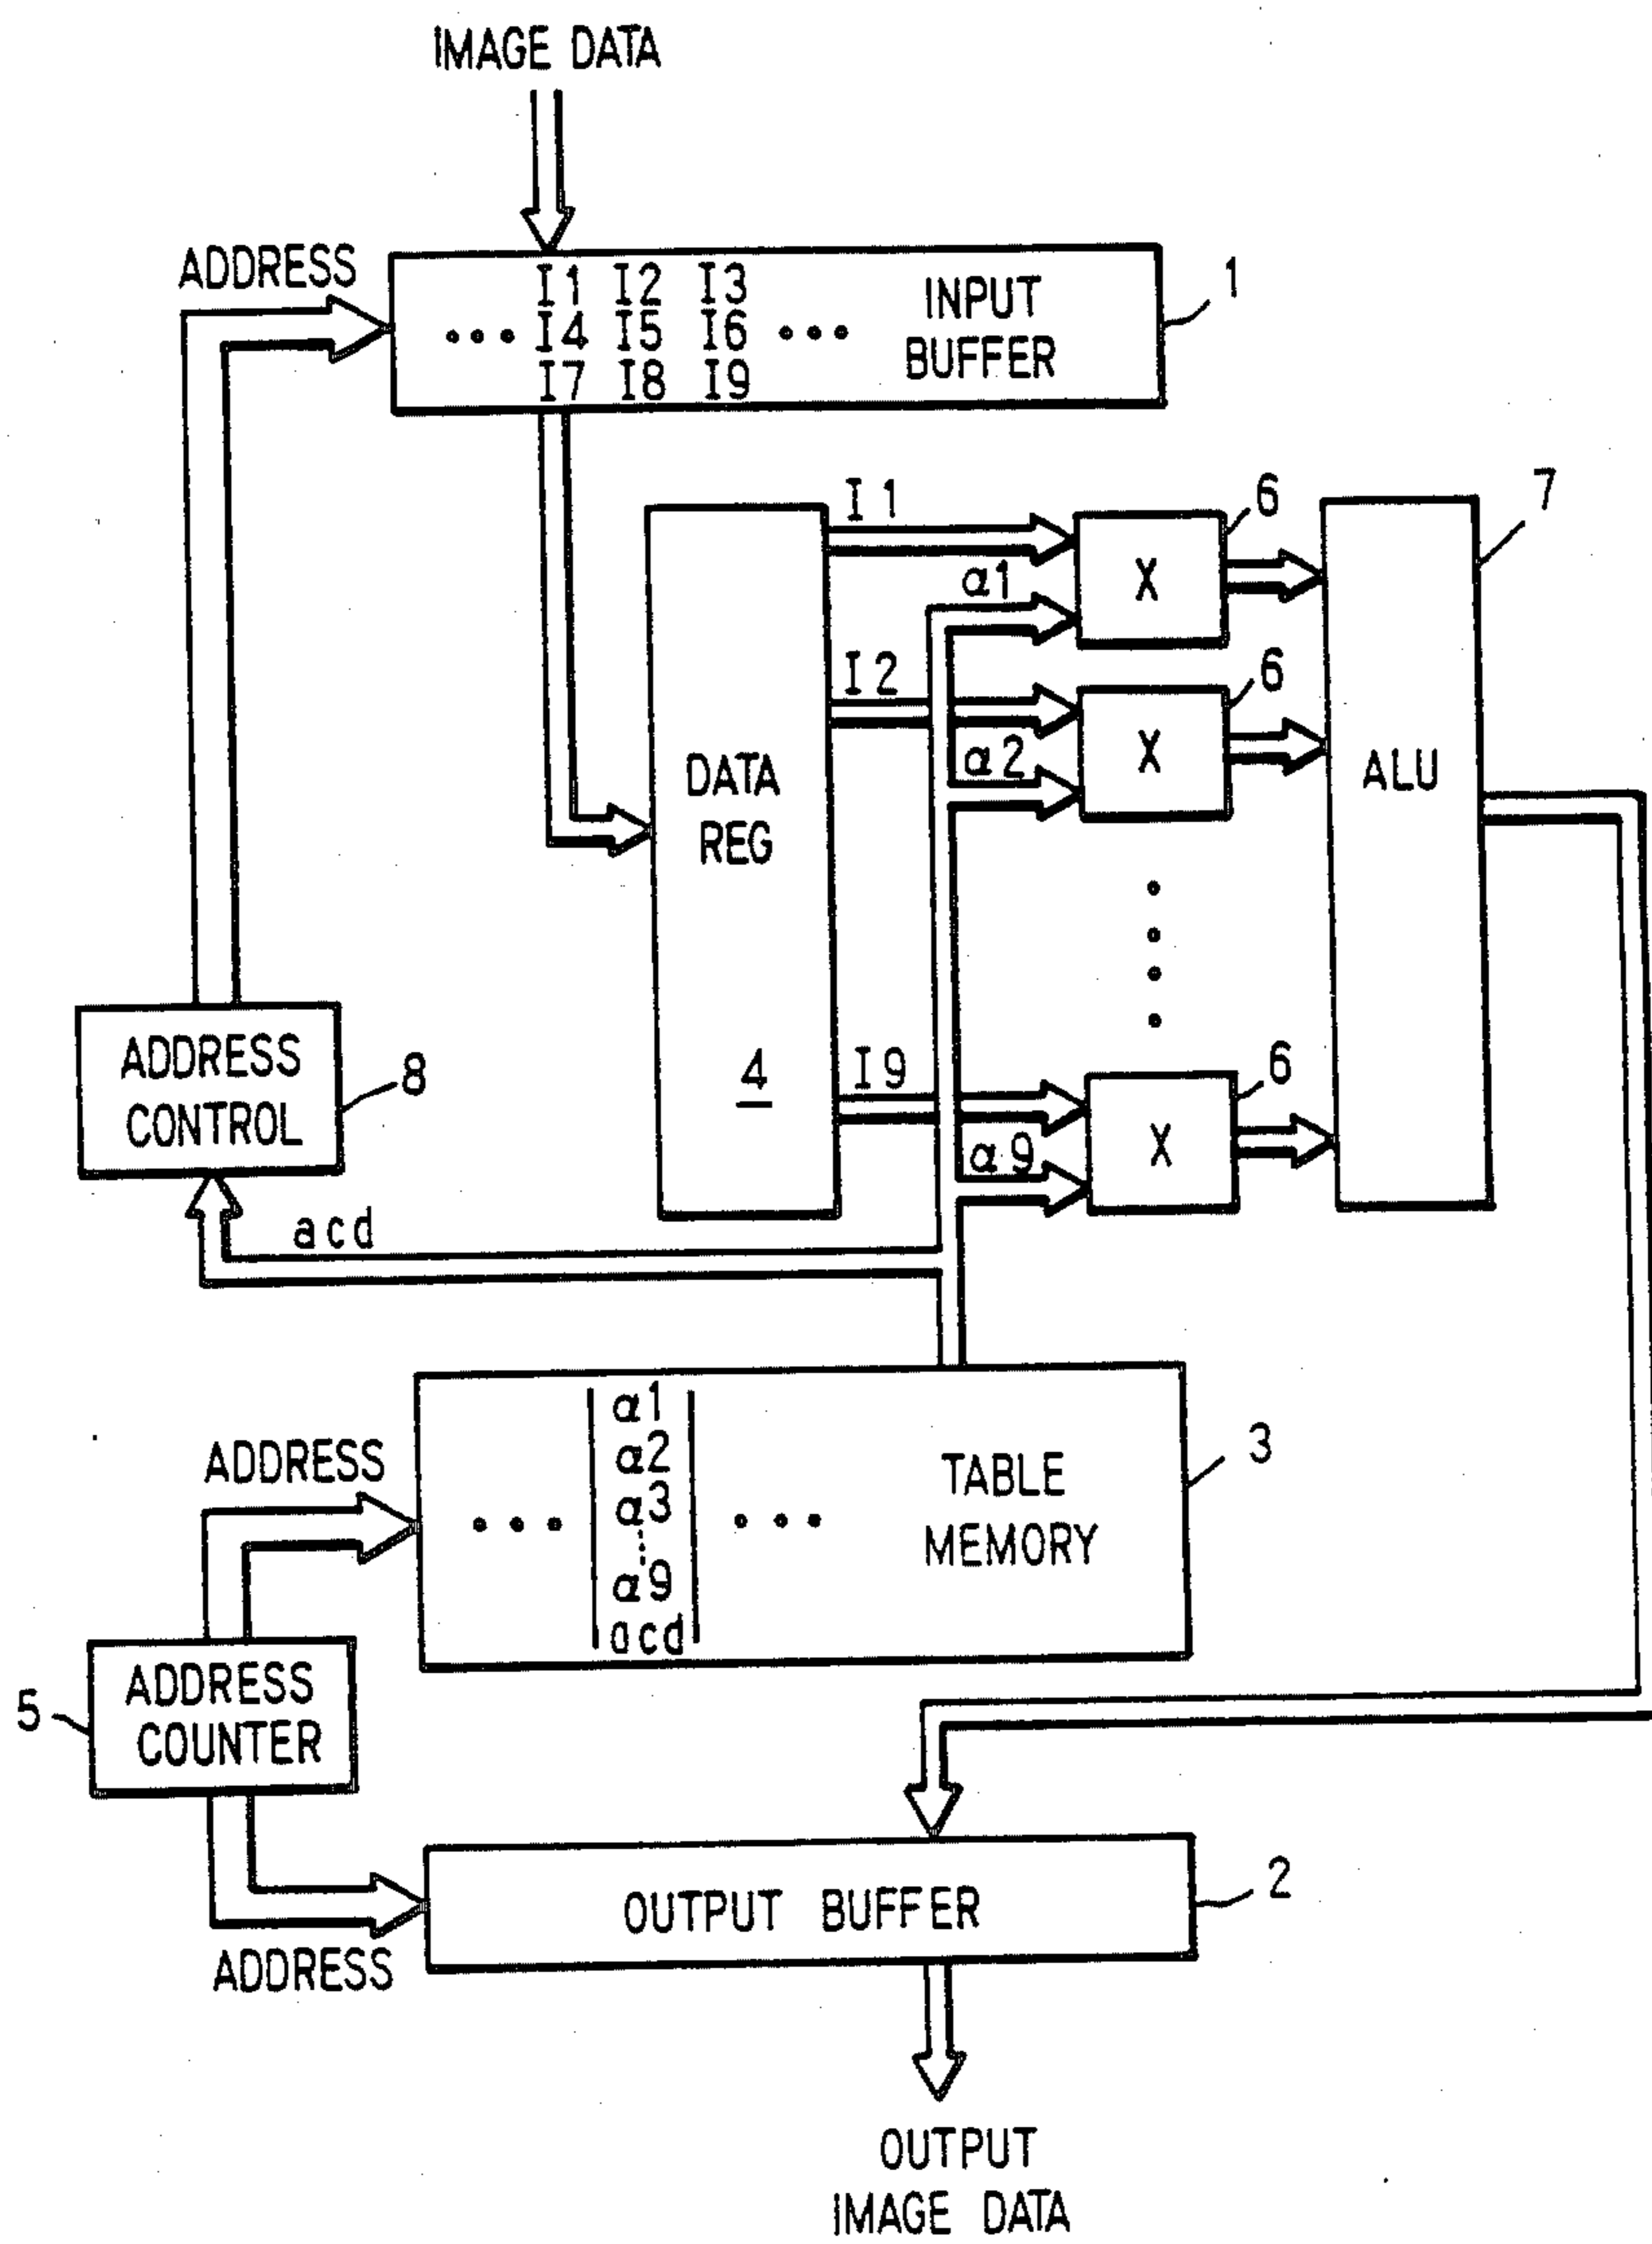 IMAGE DATA
ADDRESS
I1 I2 I3
••• I4 I5 I6 •••
I7 I8 I9
INPUT
BUFFER
1
I1
6
7
α1
X
I2
6
α2
X
DATA
REG
ALU
4
I9
6
α9
X
ADDRESS
CONTROL
8
acd
α1
α2
α3
α9
acd
TABLE
MEMORY
3
ADDRESS
ADDRESS
COUNTER
5
OUTPUT BUFFER
2
ADDRESS
OUTPUT
IMAGE DATA